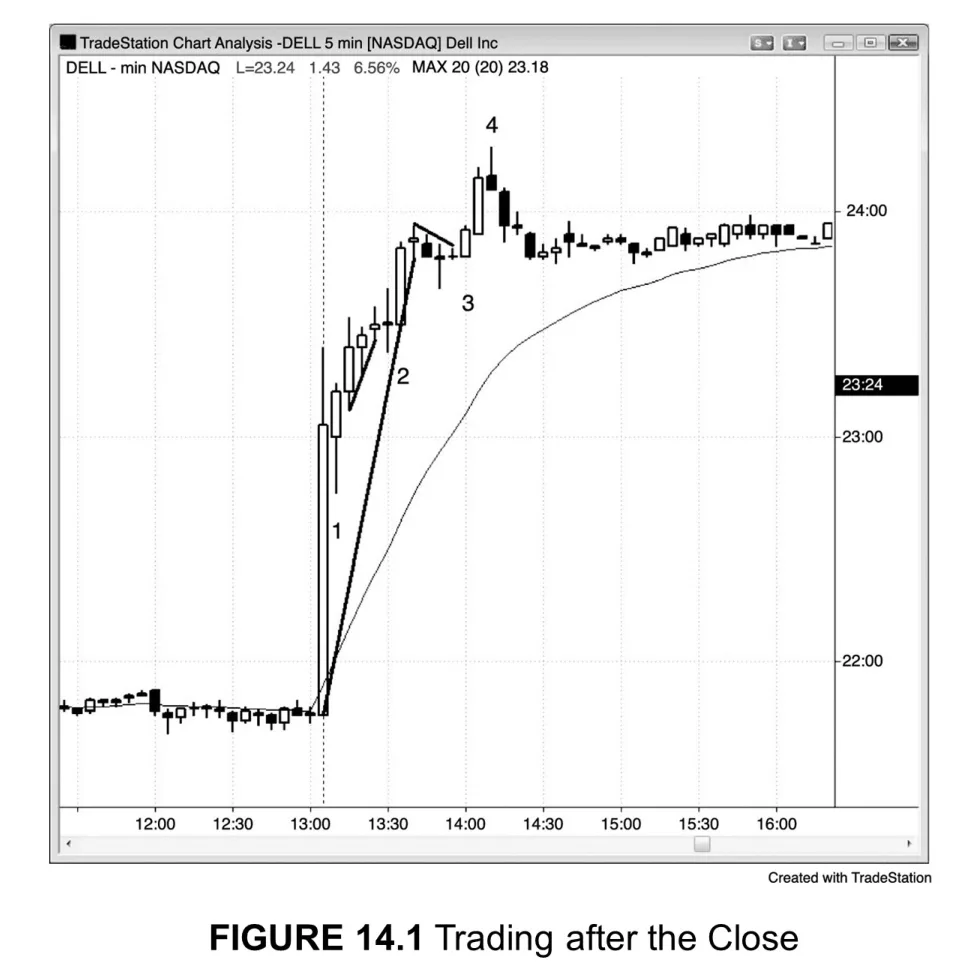 TradeStation Chart Analysis -DELL 5 min [NASDAQ] Dell Inc
S
I
DELL - min NASDAQ L=23.24 1.43 6.56% MAX 20 (20) 23.18
4
24:00
3
23:24
2
23:00
1
22:00
12:00 12:30 13:00 13:30 14:00 14:30 15:00 15:30 16:00
Created with TradeStation
FIGURE 14.1 Trading after the Close